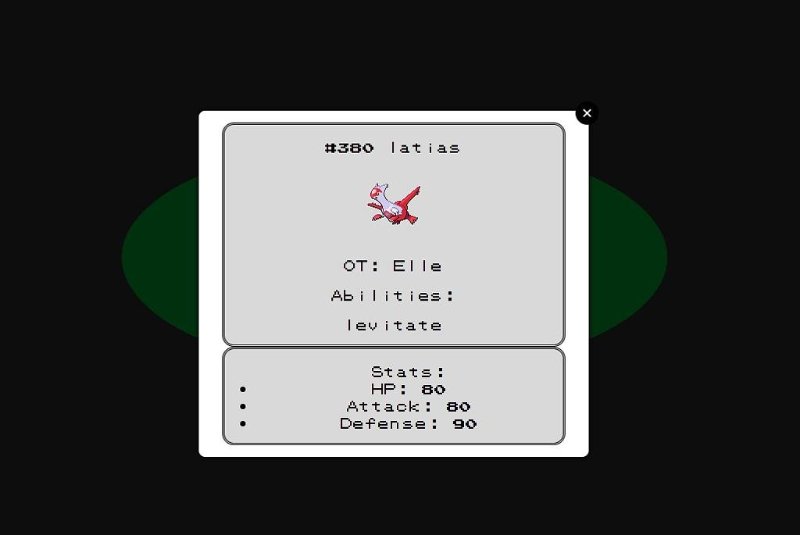 #380 latias
OT: Elle
Abilities:
levitate
Stats:
HP: 80
Attack: 80
Defense: 90